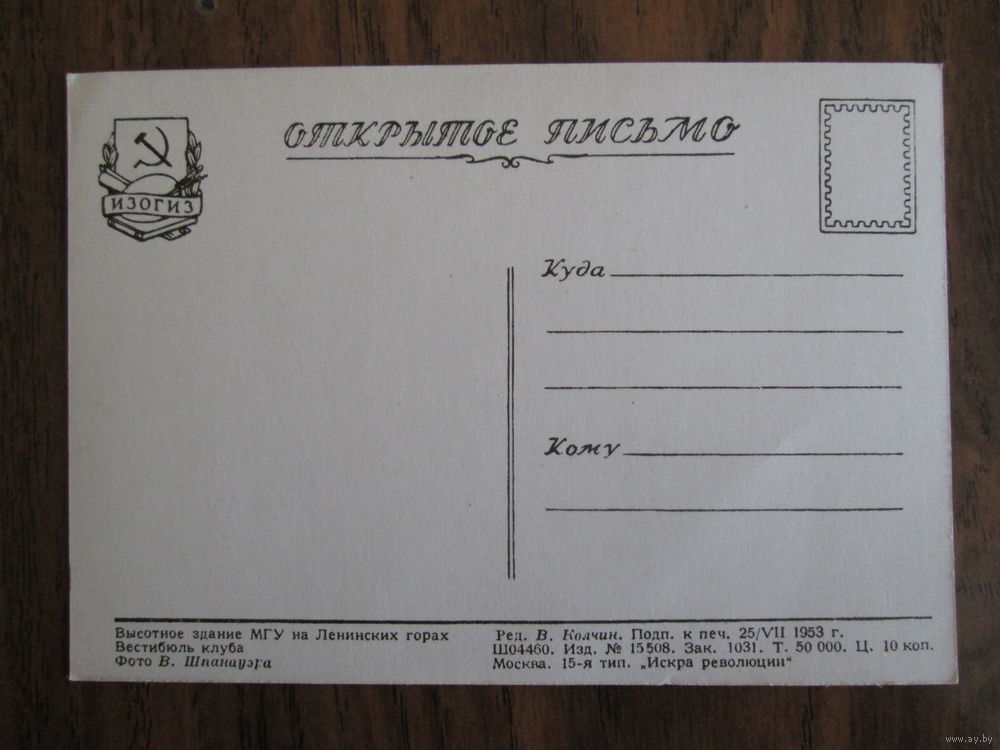 ОТКРЫТОЕ ПИСЬМО
ИЗОГИЗ
Куда
Кому
Высотное здание МГУ на Ленинских горах
Вестибюль клуба
Фото В. Шпанауэра
Ред. В. Колчин. Подп. к печ. 25/VII 1953 г.
Ш04460. Изд. № 15508. Зак. 1031. Т. 50 000. Ц. 10 коп.
Москва. 15-я тип. „Искра революции“
www.ay.by